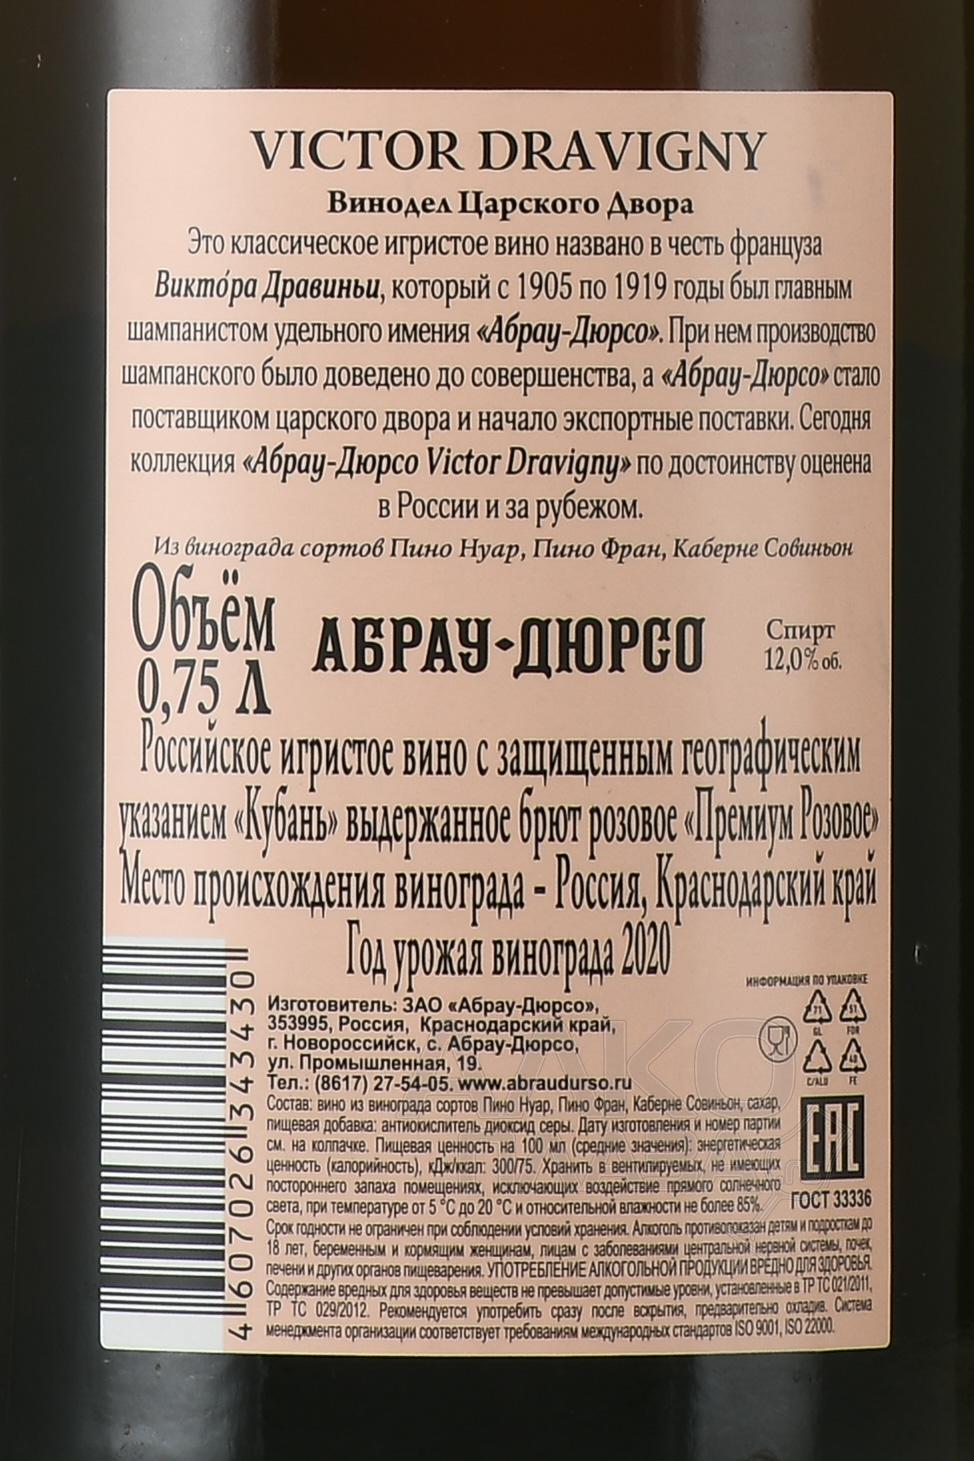 VICTOR DRAVIGNY
Винодел Царского Двора
Это классическое игристое вино названо в честь француза
Викто́ра Дравиньи, который с 1905 по 1919 годы был главным
шампанистом удельного имения «Абрау-Дюрсо». При нем производство
шампанского было доведено до совершенства, а «Абрау-Дюрсо» стало
поставщиком царского двора и начало экспортные поставки. Сегодня
коллекция «Абрау-Дюрсо Victor Dravigny» по достоинству оценена
в России и за рубежом.
Из винограда сортов Пино Нуар, Пино Фран, Каберне Совиньон
Объём
0,75 Л
АБРАУ-ДЮРСО
Спирт
12,0% об.
Российское игристое вино с защищенным географическим
указанием «Кубань» выдержанное брют розовое «Премиум Розовое»
Место происхождения винограда - Россия, Краснодарский край
Год урожая винограда 2020
Изготовитель: ЗАО «Абрау-Дюрсо»,
353995, Россия, Краснодарский край,
г. Новороссийск, с. Абрау-Дюрсо,
ул. Промышленная, 19.
Тел.: (8617) 27-54-05. www.abraudurso.ru
ИНФОРМАЦИЯ ПО УПАКОВКЕ
71
GL
51
FOR
C/ALU
40
FE
EAC
ГОСТ 33336
Состав: вино из винограда сортов Пино Нуар, Пино Фран, Каберне Совиньон, сахар,
пищевая добавка: антиокислитель диоксид серы. Дату изготовления и номер партии
см. на колпачке. Пищевая ценность на 100 мл (средние значения): энергетическая
ценность (калорийность), кДж/ккал: 300/75. Хранить в вентилируемых, не имеющих
постороннего запаха помещениях, исключающих воздействие прямого солнечного
света, при температуре от 5 °C до 20 °C и относительной влажности не более 85%.
Срок годности не ограничен при соблюдении условий хранения. Алкоголь противопоказан детям и подросткам до
18 лет, беременным и кормящим женщинам, лицам с заболеваниями центральной нервной системы, почек,
печени и других органов пищеварения. УПОТРЕБЛЕНИЕ АЛКОГОЛЬНОЙ ПРОДУКЦИИ ВРЕДНО ДЛЯ ЗДОРОВЬЯ.
Содержание вредных для здоровья веществ не превышает допустимые уровни, установленные в ТР ТС 021/2011,
ТР ТС 029/2012. Рекомендуется употребить сразу после вскрытия, предварительно охладив. Система
менеджмента организации соответствует требованиям международных стандартов ISO 9001, ISO 22000.
4 607026 343430